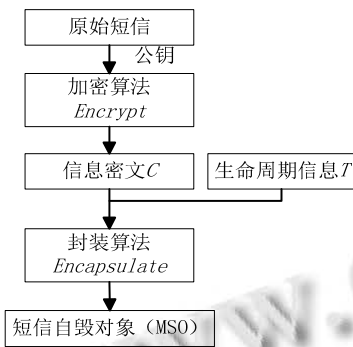 原始短信
公钥
加密算法
Encrypt
信息密文C
生命周期信息T
封装算法
Encapsulate
短信自毁对象（MSO）